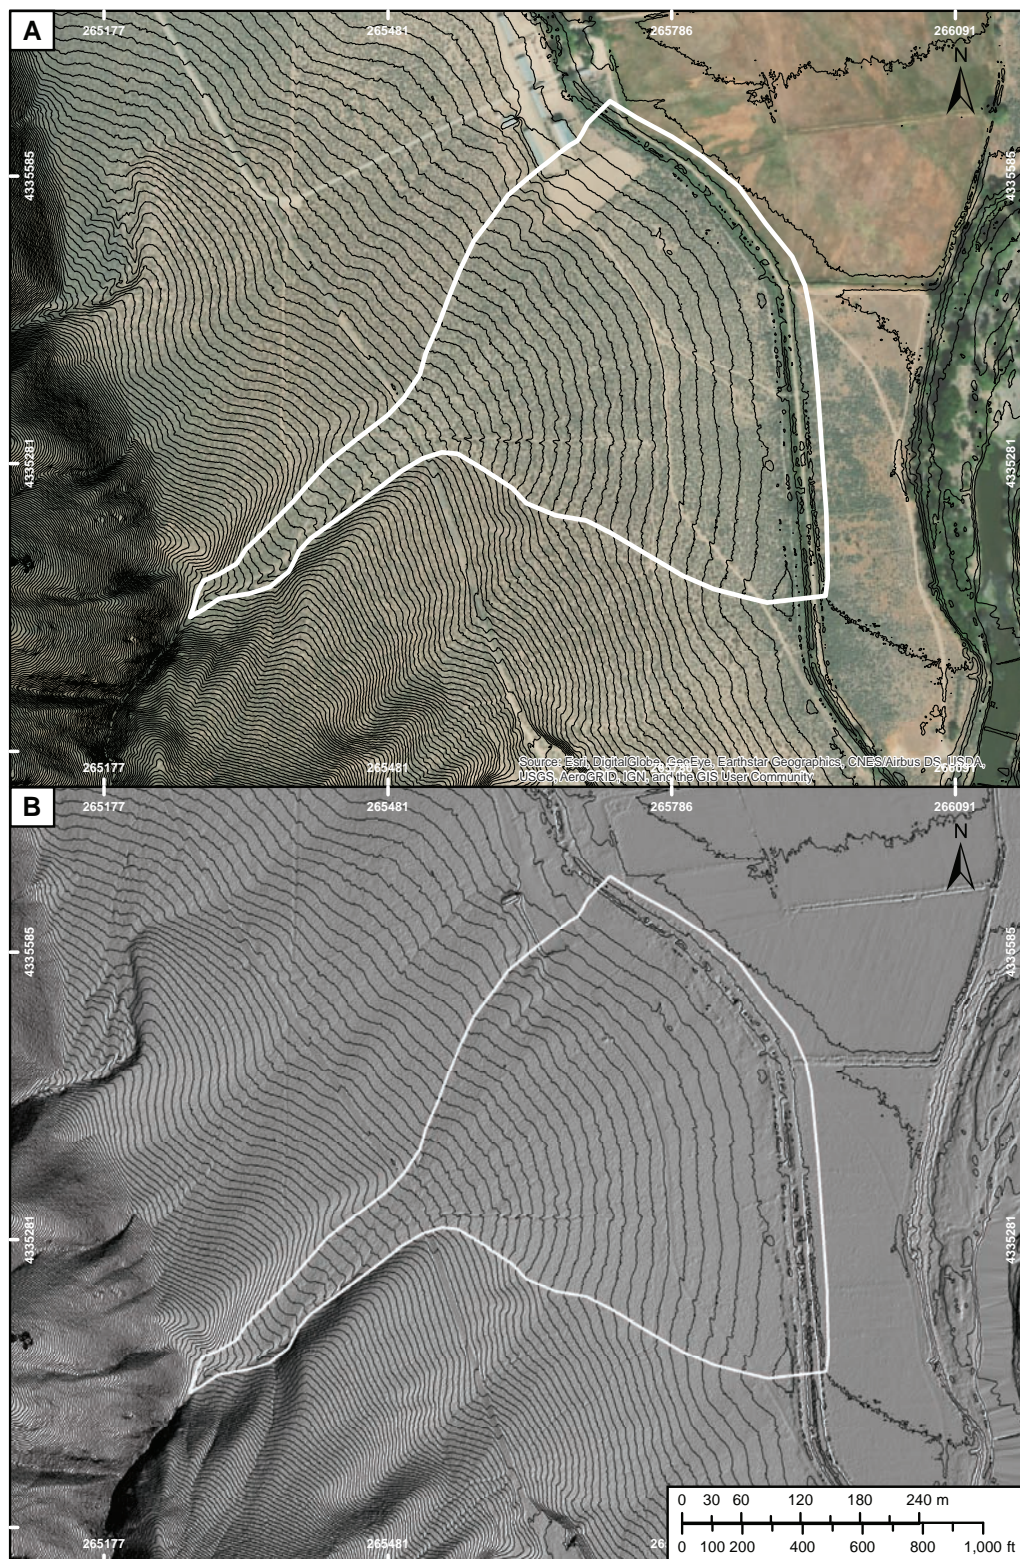 A
265177
265481
265786
266091
N
4335585
4335585
4335281
4335281
Source: Esri, DigitalGlobe, GeoEye, Earthstar Geographics, CNES/Airbus DS, USDA,
USGS, AeroGRID, IGN, and the GIS User Community
265177
265481
265786
266091
B
265177
265481
265786
266091
N
4335585
4335585
4335281
4335281
265177
265481
0 30 60 120 180 240 m
0 100 200 400 600 800 1,000 ft